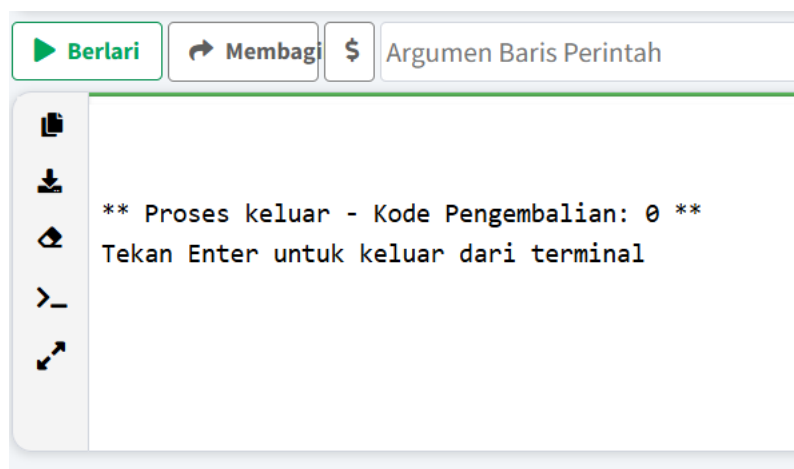 Berlari
Membagi
$
Argumen Baris Perintah
** Proses keluar - Kode Pengembalian: 0 **
Tekan Enter untuk keluar dari terminal